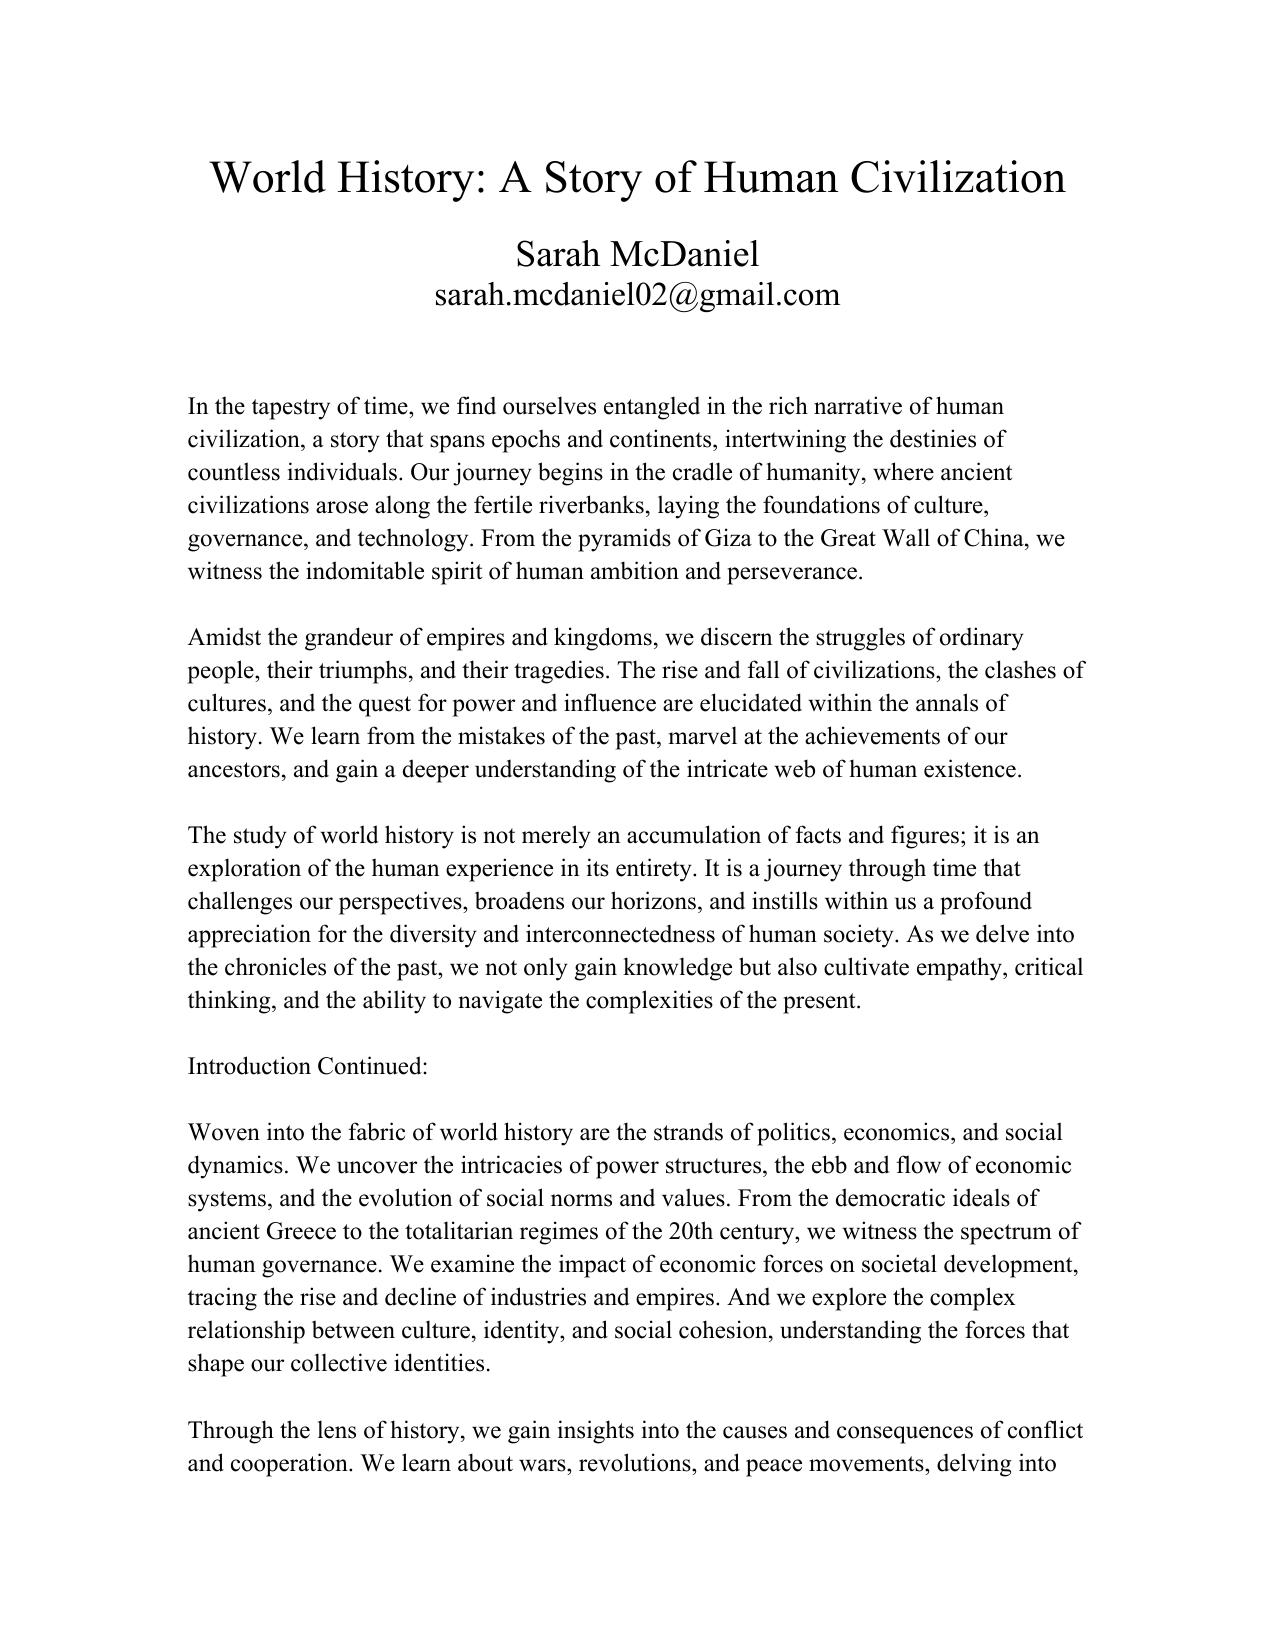 World History: A Story of Human Civilization
Sarah McDaniel
sarah.mcdaniel02@gmail.com
In the tapestry of time, we find ourselves entangled in the rich narrative of human
civilization, a story that spans epochs and continents, intertwining the destinies of
countless individuals. Our journey begins in the cradle of humanity, where ancient
civilizations arose along the fertile riverbanks, laying the foundations of culture,
governance, and technology. From the pyramids of Giza to the Great Wall of China, we
witness the indomitable spirit of human ambition and perseverance.
Amidst the grandeur of empires and kingdoms, we discern the struggles of ordinary
people, their triumphs, and their tragedies. The rise and fall of civilizations, the clashes of
cultures, and the quest for power and influence are elucidated within the annals of
history. We learn from the mistakes of the past, marvel at the achievements of our
ancestors, and gain a deeper understanding of the intricate web of human existence.
The study of world history is not merely an accumulation of facts and figures; it is an
exploration of the human experience in its entirety. It is a journey through time that
challenges our perspectives, broadens our horizons, and instills within us a profound
appreciation for the diversity and interconnectedness of human society. As we delve into
the chronicles of the past, we not only gain knowledge but also cultivate empathy, critical
thinking, and the ability to navigate the complexities of the present.
Introduction Continued:
Woven into the fabric of world history are the strands of politics, economics, and social
dynamics. We uncover the intricacies of power structures, the ebb and flow of economic
systems, and the evolution of social norms and values. From the democratic ideals of
ancient Greece to the totalitarian regimes of the 20th century, we witness the spectrum of
human governance. We examine the impact of economic forces on societal development,
tracing the rise and decline of industries and empires. And we explore the complex
relationship between culture, identity, and social cohesion, understanding the forces that
shape our collective identities.
Through the lens of history, we gain insights into the causes and consequences of conflict
and cooperation. We learn about wars, revolutions, and peace movements, delving into